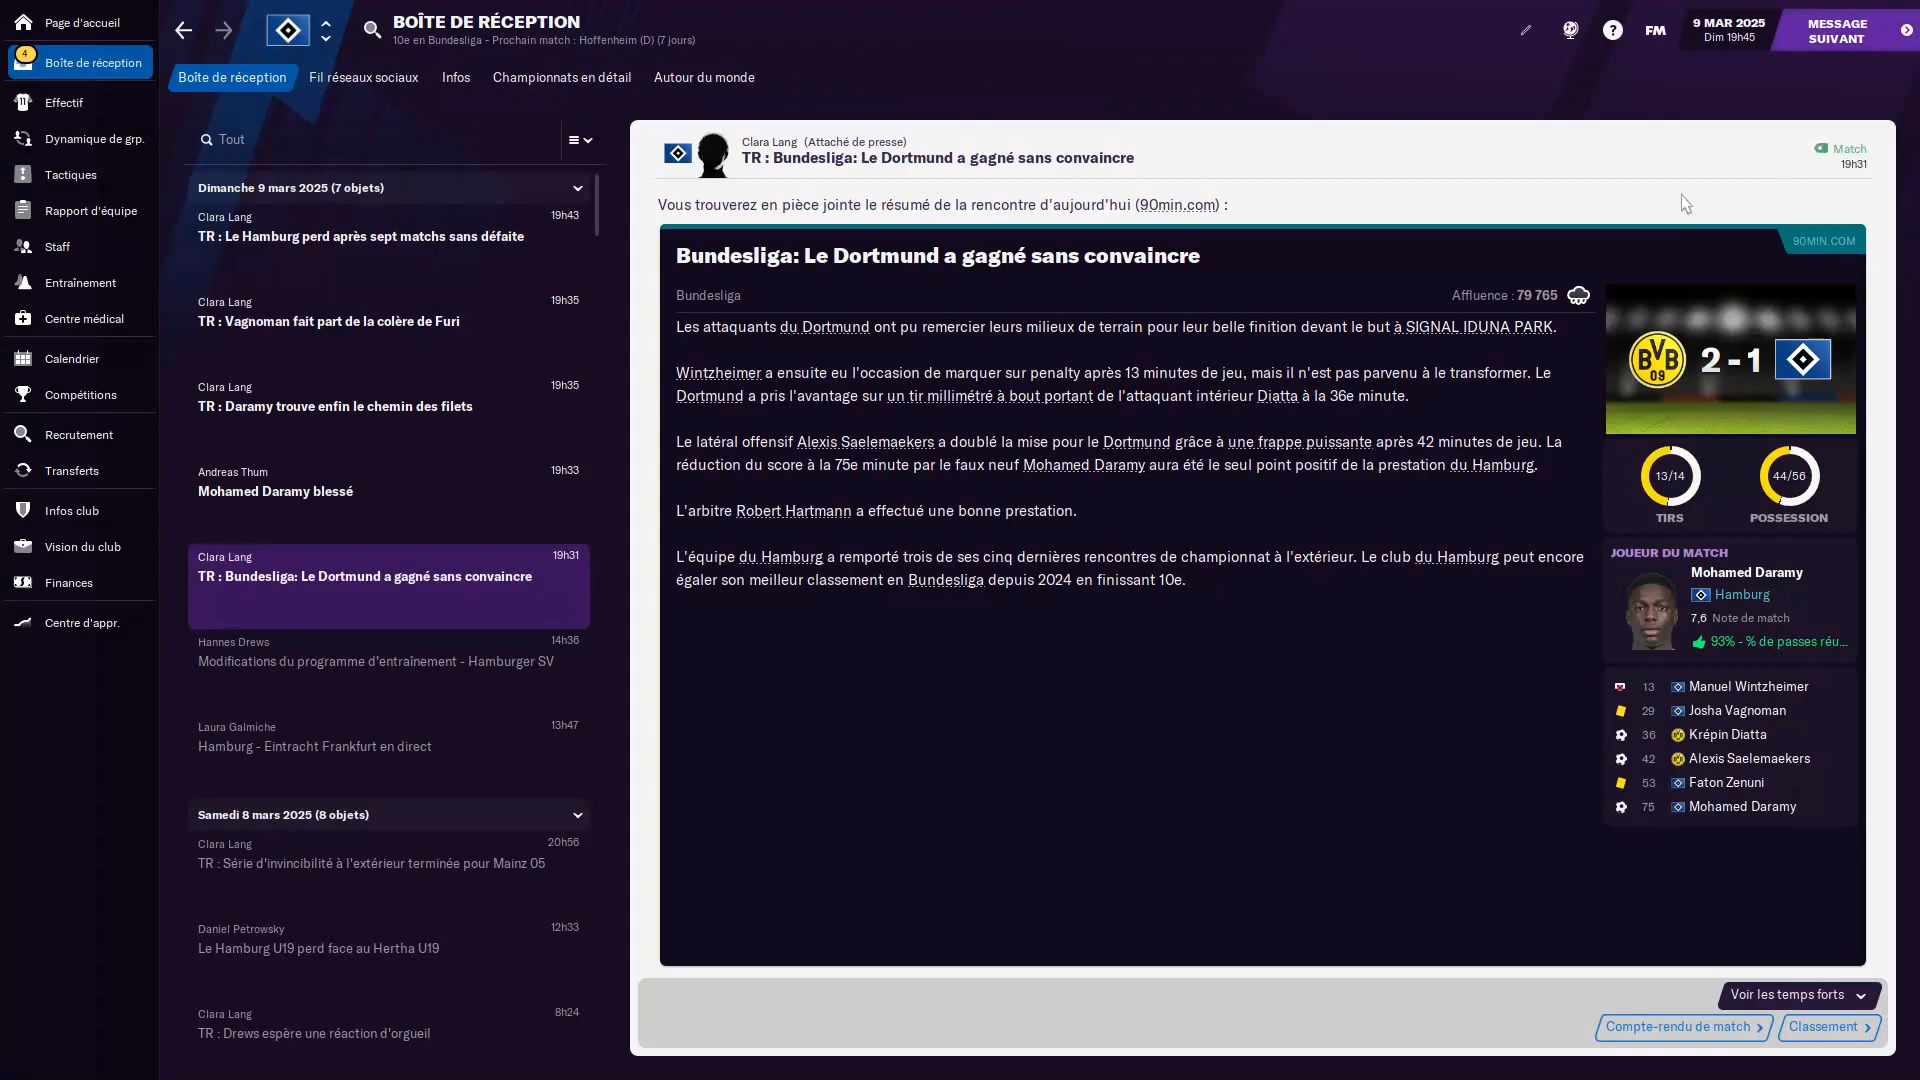 Page d'accueil
4
Boîte de réception
Effectif
Dynamique de grp.
Tactiques
Rapport d'équipe
Staff
Entraînement
Centre médical
Calendrier
Compétitions
Recrutement
Transferts
Infos club
Vision du club
Finances
Centre d'appr.
BOÎTE DE RÉCEPTION
10e en Bundesliga - Prochain match : Hoffenheim (D) (7 jours)
FM
9 MAR 2025
Dim 19h45
MESSAGE
SUIVANT
Boîte de réception
Fil réseaux sociaux
Infos
Championnats en détail
Autour du monde
Tout
Dimanche 9 mars 2025 (7 objets)
Clara Lang 19h43
TR : Le Hamburg perd après sept matchs sans défaite
Clara Lang 19h35
TR : Vagnoman fait part de la colère de Furi
Clara Lang 19h35
TR : Daramy trouve enfin le chemin des filets
Andreas Thum 19h33
Mohamed Daramy blessé
Clara Lang 19h31
TR : Bundesliga: Le Dortmund a gagné sans convaincre
Hannes Drews 14h36
Modifications du programme d'entraînement - Hamburger SV
Laura Galmiche 13h47
Hamburg - Eintracht Frankfurt en direct
Samedi 8 mars 2025 (8 objets)
Clara Lang 20h56
TR : Série d'invincibilité à l'extérieur terminée pour Mainz 05
Daniel Petrowsky 12h33
Le Hamburg U19 perd face au Hertha U19
Clara Lang 8h24
TR : Drews espère une réaction d'orgueil
Clara Lang (Attaché de presse)
TR : Bundesliga: Le Dortmund a gagné sans convaincre
Match
19h31
Vous trouverez en pièce jointe le résumé de la rencontre d'aujourd'hui (90min.com) :
90MIN.COM
Bundesliga: Le Dortmund a gagné sans convaincre
Bundesliga
Affluence : 79 765
Les attaquants du Dortmund ont pu remercier leurs milieux de terrain pour leur belle finition devant le but à SIGNAL IDUNA PARK.
Wintzheimer a ensuite eu l'occasion de marquer sur penalty après 13 minutes de jeu, mais il n'est pas parvenu à le transformer. Le
Dortmund a pris l'avantage sur un tir millimétré à bout portant de l'attaquant intérieur Diatta à la 36e minute.
Le latéral offensif Alexis Saelemaekers a doublé la mise pour le Dortmund grâce à une frappe puissante après 42 minutes de jeu. La
réduction du score à la 75e minute par le faux neuf Mohamed Daramy aura été le seul point positif de la prestation du Hamburg.
L'arbitre Robert Hartmann a effectué une bonne prestation.
L'équipe du Hamburg a remporté trois de ses cinq dernières rencontres de championnat à l'extérieur. Le club du Hamburg peut encore
égaler son meilleur classement en Bundesliga depuis 2024 en finissant 10e.
BVB
09
2 - 1
13/14
44/56
TIRS
POSSESSION
JOUEUR DU MATCH
Mohamed Daramy
Hamburg
7,6 Note de match
93% - % de passes réu...
13 Manuel Wintzheimer
29 Josha Vagnoman
36 Krépin Diatta
42 Alexis Saelemaekers
53 Faton Zenuni
75 Mohamed Daramy
Voir les temps forts
Compte-rendu de match
Classement